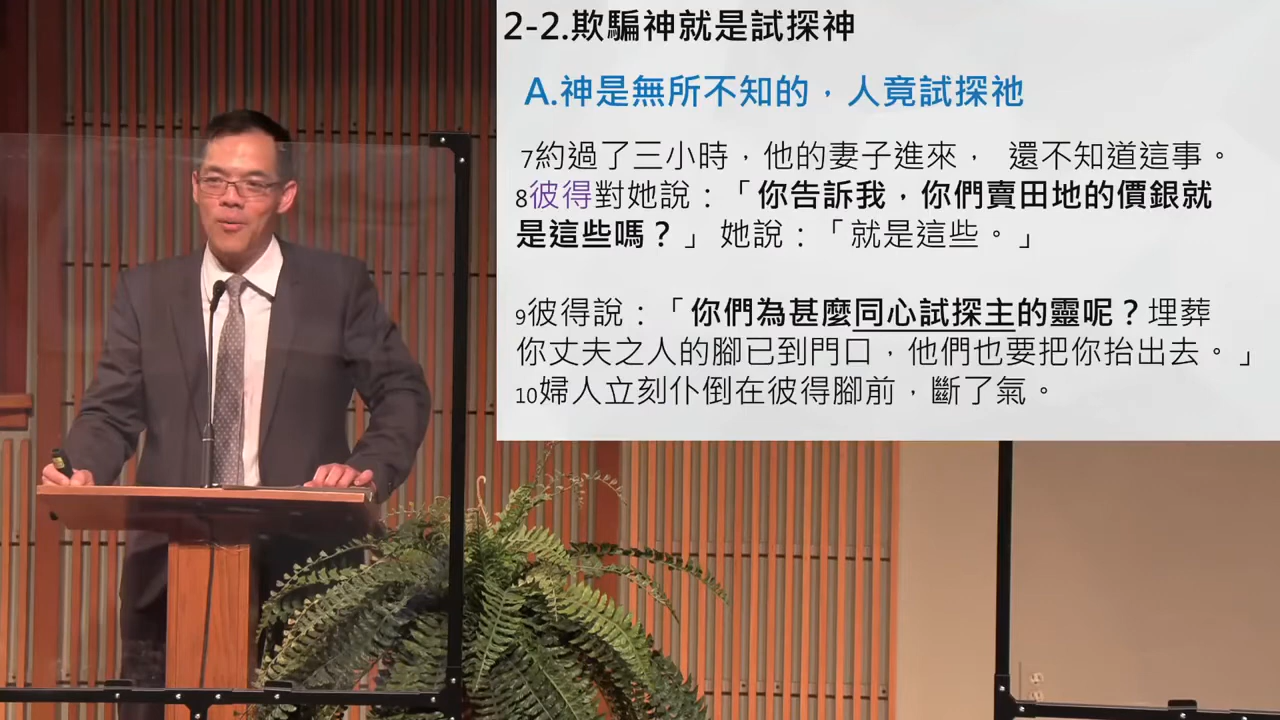 2-2.欺騙神就是試探神
A.神是無所不知的，人竟試探祂
7約過了三小時，他的妻子進來， 還不知道這事。
8彼得對她說：「你告訴我，你們賣田地的價銀就
是這些嗎？」 她說：「就是這些。」
9彼得說：「你們為甚麼同心試探主的靈呢？埋葬
你丈夫之人的腳已到門口，他們也要把你抬出去。」
10婦人立刻仆倒在彼得腳前，斷了氣。